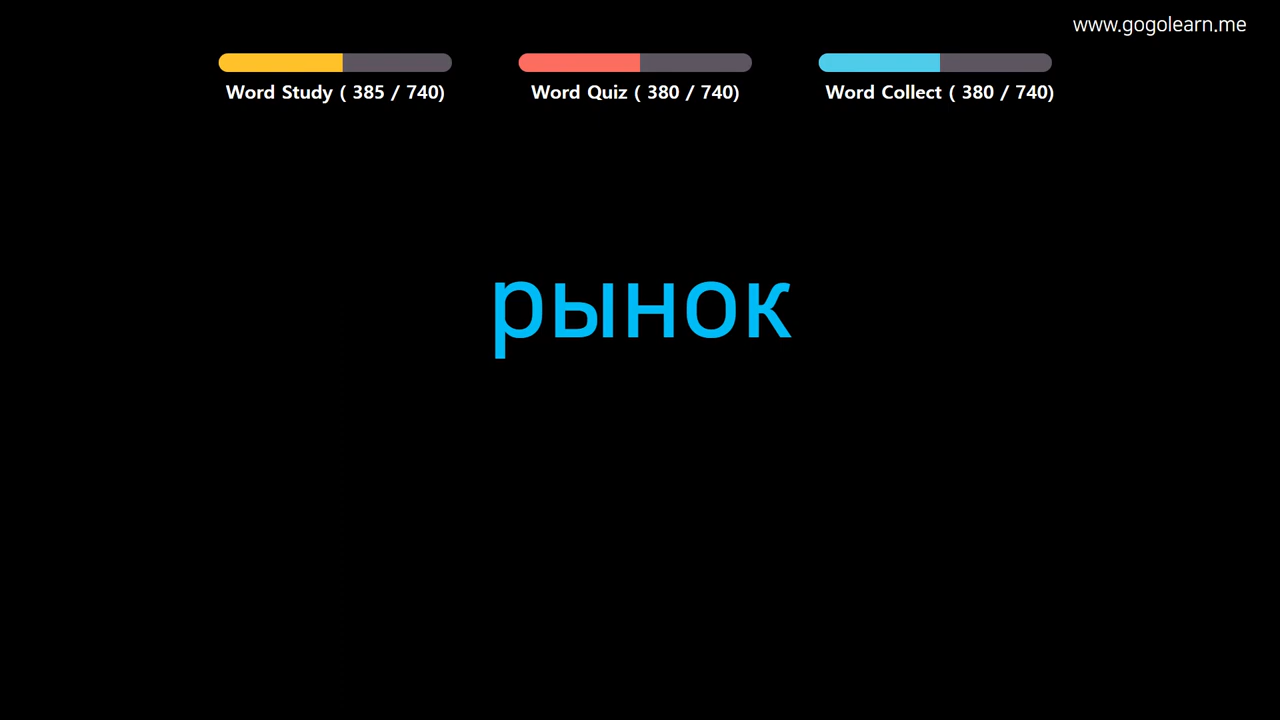 www.gogolearn.me
Word Study ( 385 / 740)
Word Quiz ( 380 / 740)
Word Collect ( 380 / 740)
рынок